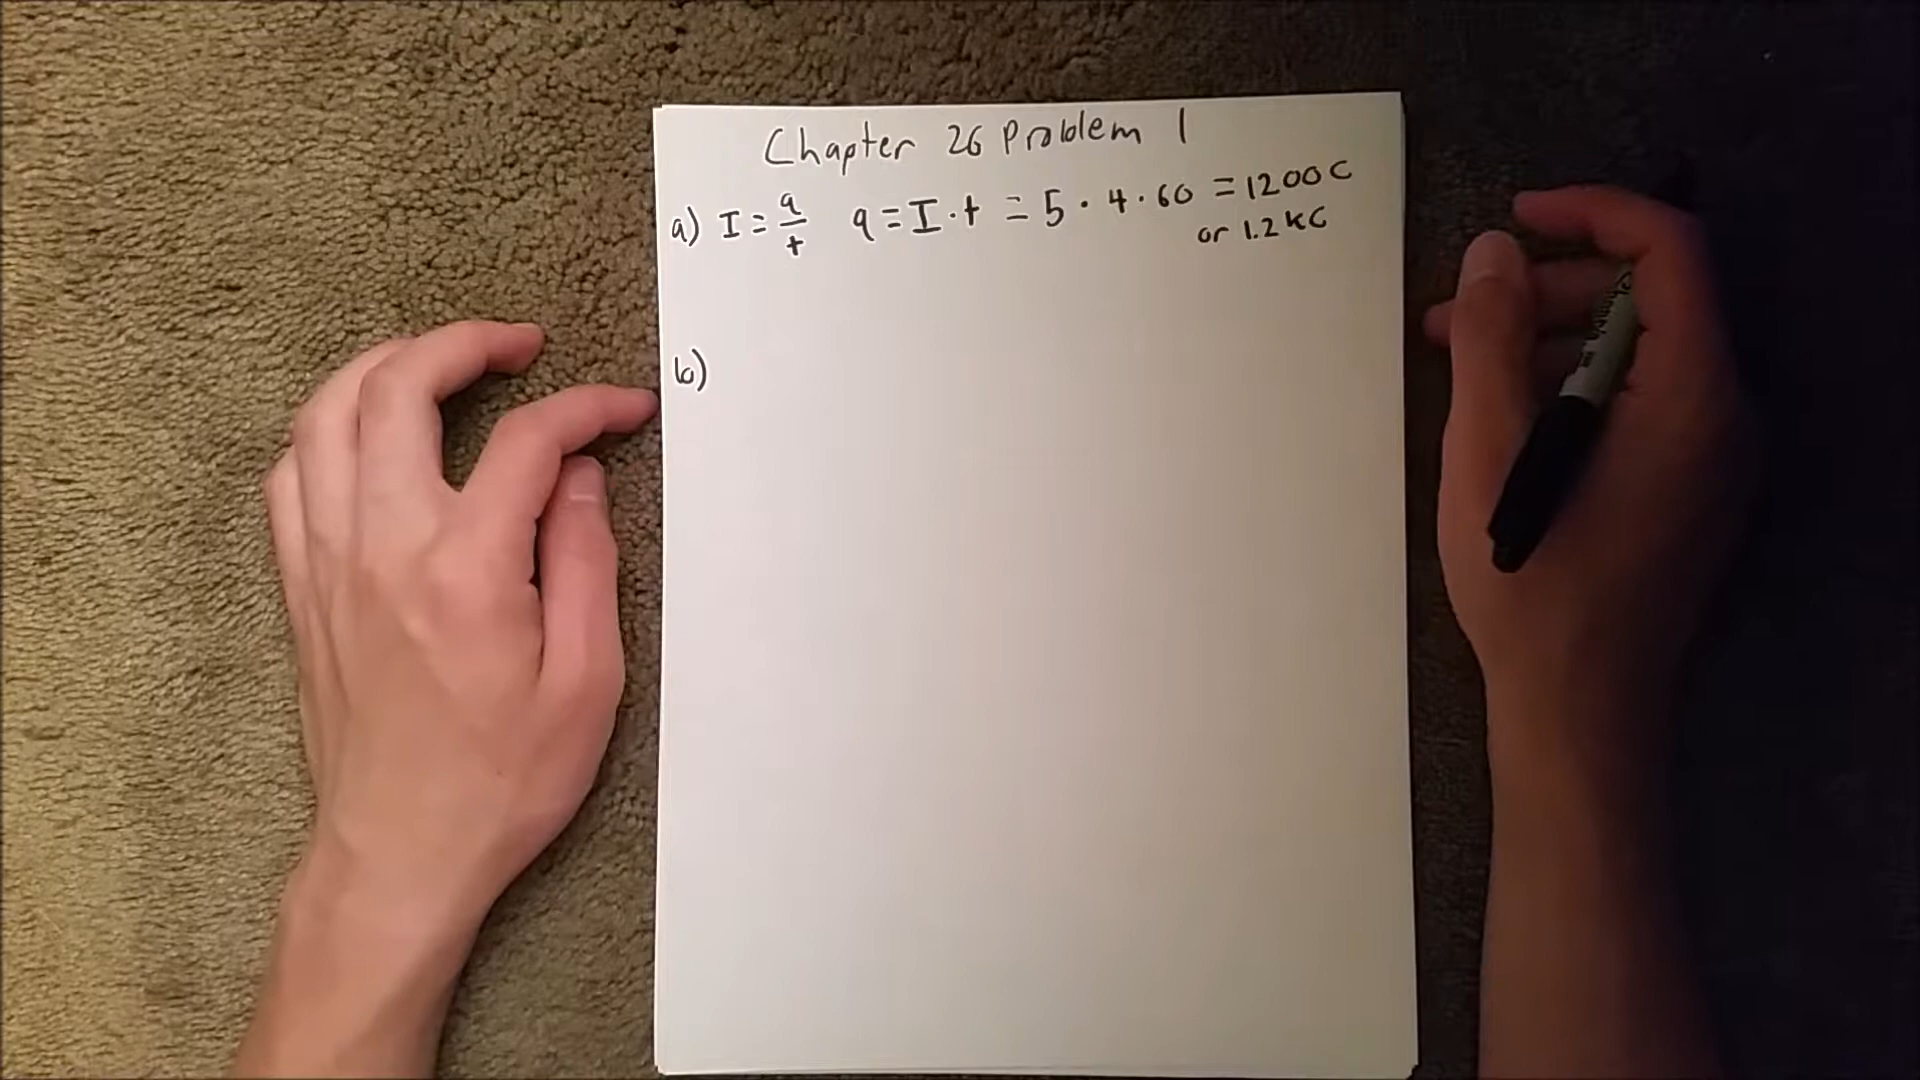 Chapter 26 Problem 1
a) I = q/t q = I · t = 5 · 4 · 60 = 1200 C
or 1.2 kC
b)